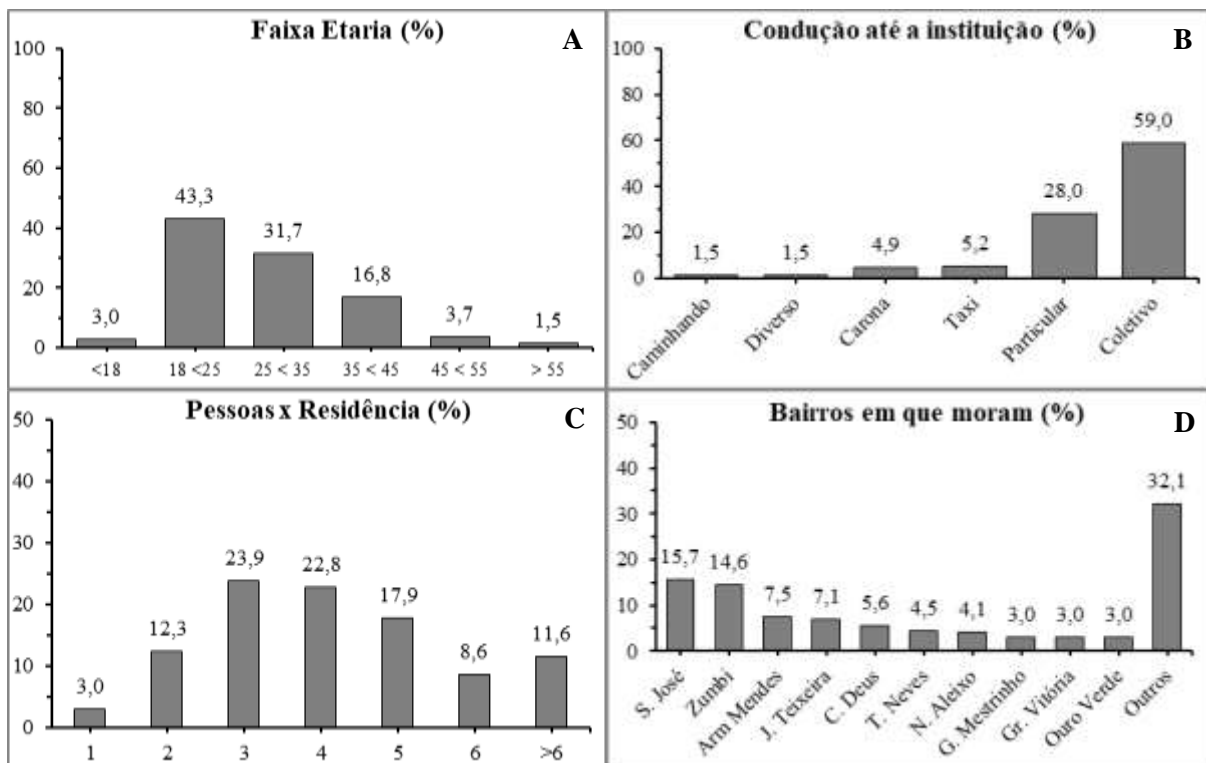 Faixa Etaria (%)
A
100
80
60
40
20
0
3,0
43,3
31,7
16,8
3,7
1,5
<18
18 <25
25 < 35
35 < 45
45 < 55
> 55
Condução até a instituição (%)
B
100
80
60
40
20
0
1,5
1,5
4,9
5,2
28,0
59,0
Caminhando
Diverso
Carona
Taxi
Particular
Coletivo
Pessoas x Residência (%)
C
50
40
30
20
10
0
3,0
12,3
23,9
22,8
17,9
8,6
11,6
1
2
3
4
5
6
>6
Bairros em que moram (%)
D
50
40
30
20
10
0
15,7
14,6
7,5
7,1
5,6
4,5
4,1
3,0
3,0
3,0
32,1
S. José
Zumbi
Arm Mendes
J. Teixeira
C. Deus
T. Neves
N. Aleixo
G. Mestrinho
Gr. Vitória
Ouro Verde
Outros